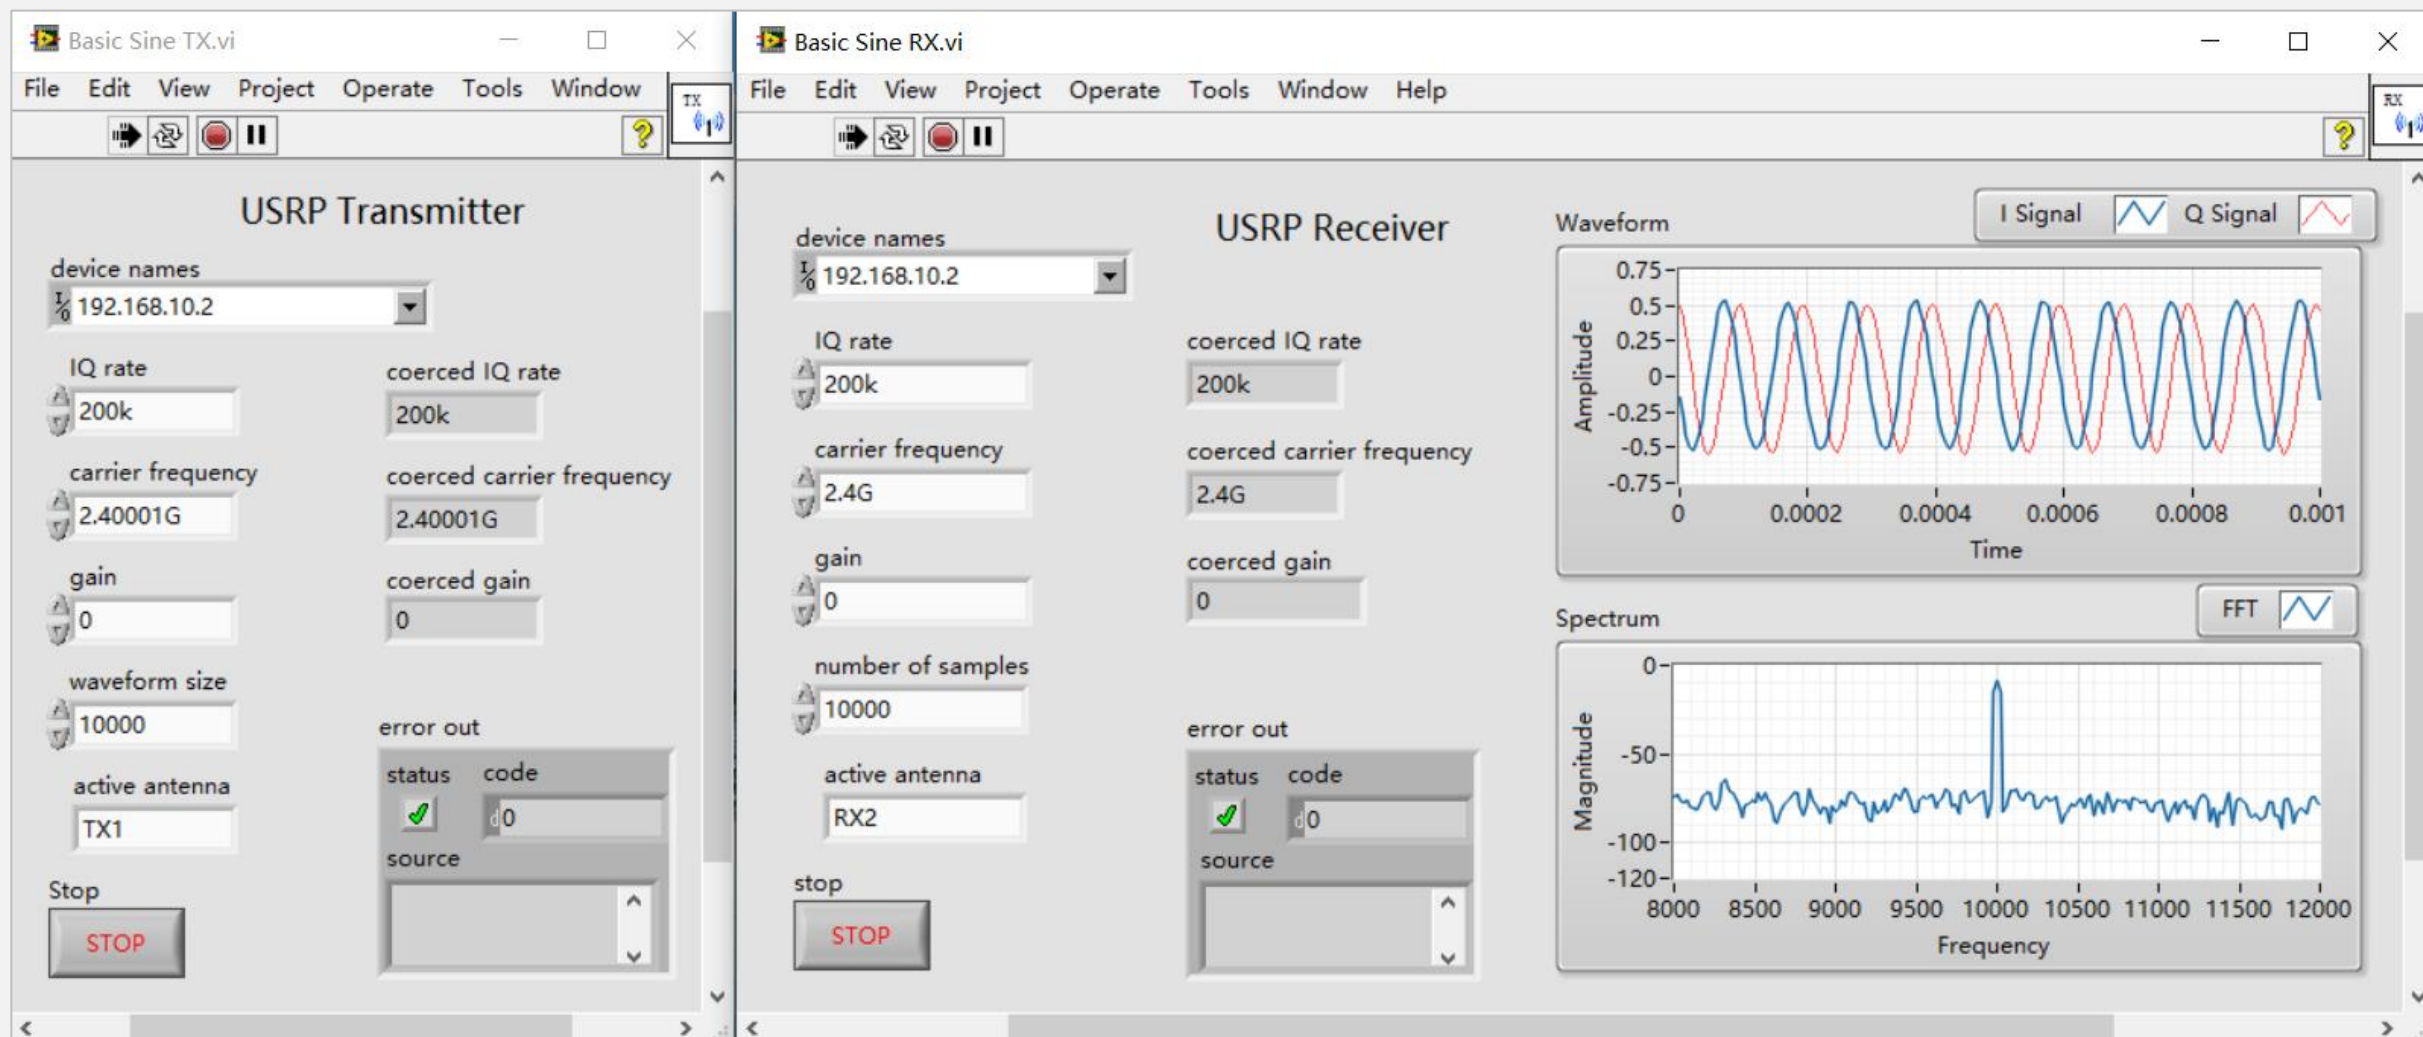 Basic Sine TX.vi
File Edit View Project Operate Tools Window
TX
USRP Transmitter
device names
192.168.10.2
IQ rate
200k
coerced IQ rate
200k
carrier frequency
2.40001G
coerced carrier frequency
2.40001G
gain
0
coerced gain
0
waveform size
10000
active antenna
TX1
error out
status code
d0
source
Stop
STOP
Basic Sine RX.vi
File Edit View Project Operate Tools Window Help
RX
USRP Receiver
device names
192.168.10.2
IQ rate
200k
coerced IQ rate
200k
carrier frequency
2.4G
coerced carrier frequency
2.4G
gain
0
coerced gain
0
number of samples
10000
active antenna
RX2
error out
status code
d0
source
stop
STOP
Waveform
I Signal Q Signal
Amplitude
0.75
0.5
0.25
0
-0.25
-0.5
-0.75
0 0.0002 0.0004 0.0006 0.0008 0.001
Time
Spectrum
FFT
Magnitude
0
-50
-100
-120
8000 8500 9000 9500 10000 10500 11000 11500 12000
Frequency